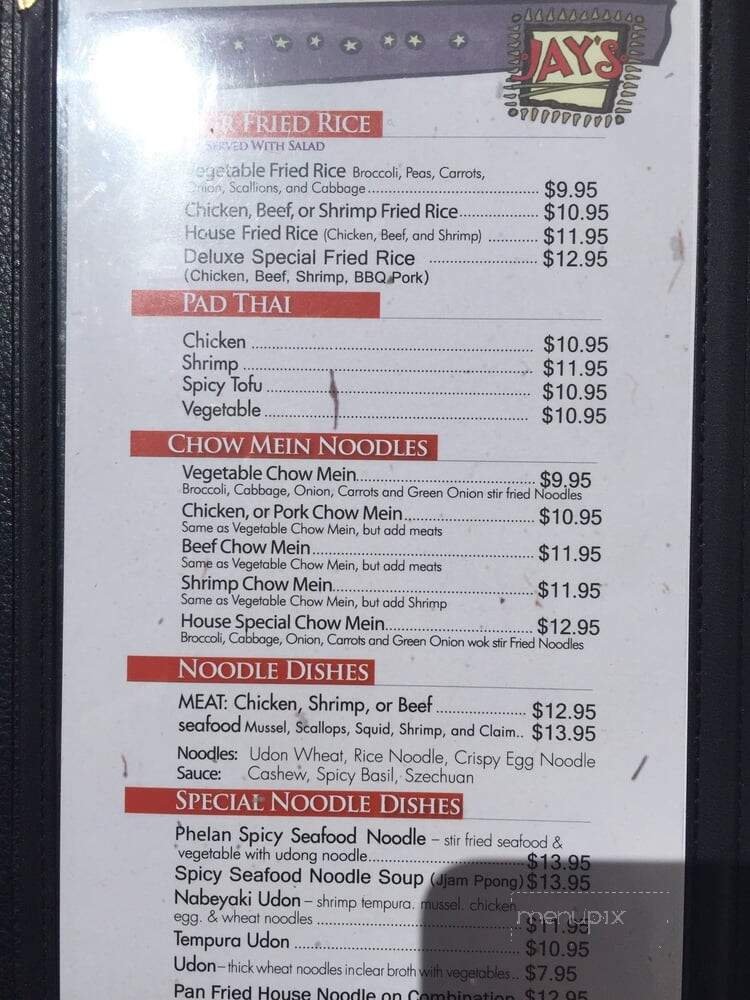 JAY'S
FRIED RICE
SERVED WITH SALAD
Vegetable Fried Rice Broccoli, Peas, Carrots,
Onion, Scallions, and Cabbage.......... $9.95
Chicken, Beef, or Shrimp Fried Rice.......... $10.95
House Fried Rice (Chicken, Beef, and Shrimp) .......... $11.95
Deluxe Special Fried Rice .......... $12.95
(Chicken, Beef, Shrimp, BBQ Pork)
PAD THAI
Chicken .......... $10.95
Shrimp .......... $11.95
Spicy Tofu .......... $10.95
Vegetable .......... $10.95
CHOW MEIN NOODLES
Vegetable Chow Mein.......... $9.95
Broccoli, Cabbage, Onion, Carrots and Green Onion stir fried Noodles
Chicken, or Pork Chow Mein.......... $10.95
Same as Vegetable Chow Mein, but add meats
Beef Chow Mein.......... $11.95
Same as Vegetable Chow Mein, but add meats
Shrimp Chow Mein.......... $11.95
Same as Vegetable Chow Mein, but add Shrimp
House Special Chow Mein.......... $12.95
Broccoli, Cabbage, Onion, Carrots and Green Onion wok stir Fried Noodles
NOODLE DISHES
MEAT: Chicken, Shrimp, or Beef .......... $12.95
seafood Mussel, Scallops, Squid, Shrimp, and Claim.. $13.95
Noodles: Udon Wheat, Rice Noodle, Crispy Egg Noodle
Sauce: Cashew, Spicy Basil, Szechuan
SPECIAL NOODLE DISHES
Phelan Spicy Seafood Noodle – stir fried seafood &
vegetable with udong noodle.......... $13.95
Spicy Seafood Noodle Soup (Jjam Ppong) $13.95
Nabeyaki Udon – shrimp tempura. mussel. chicken
egg. & wheat noodles .......... $11.95
menupix
Tempura Udon .......... $10.95
Udon– thick wheat noodles in clear broth with vegetables.. $7.95
Pan Fried House Noodle on Combination $12.95